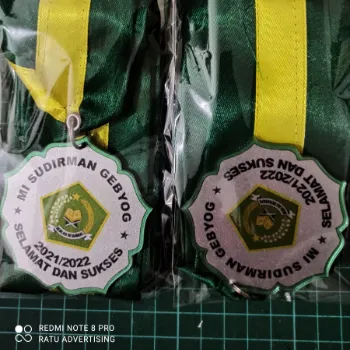 MI SUDIRMAN GEBYOG
2021/2022
SELAMAT DAN SUKSES
MI SUDIRMAN GEBYOG
2021/2022
SELAMAT DAN SUKSES
REDMI NOTE 8 PRO
RATU ADVERTISING